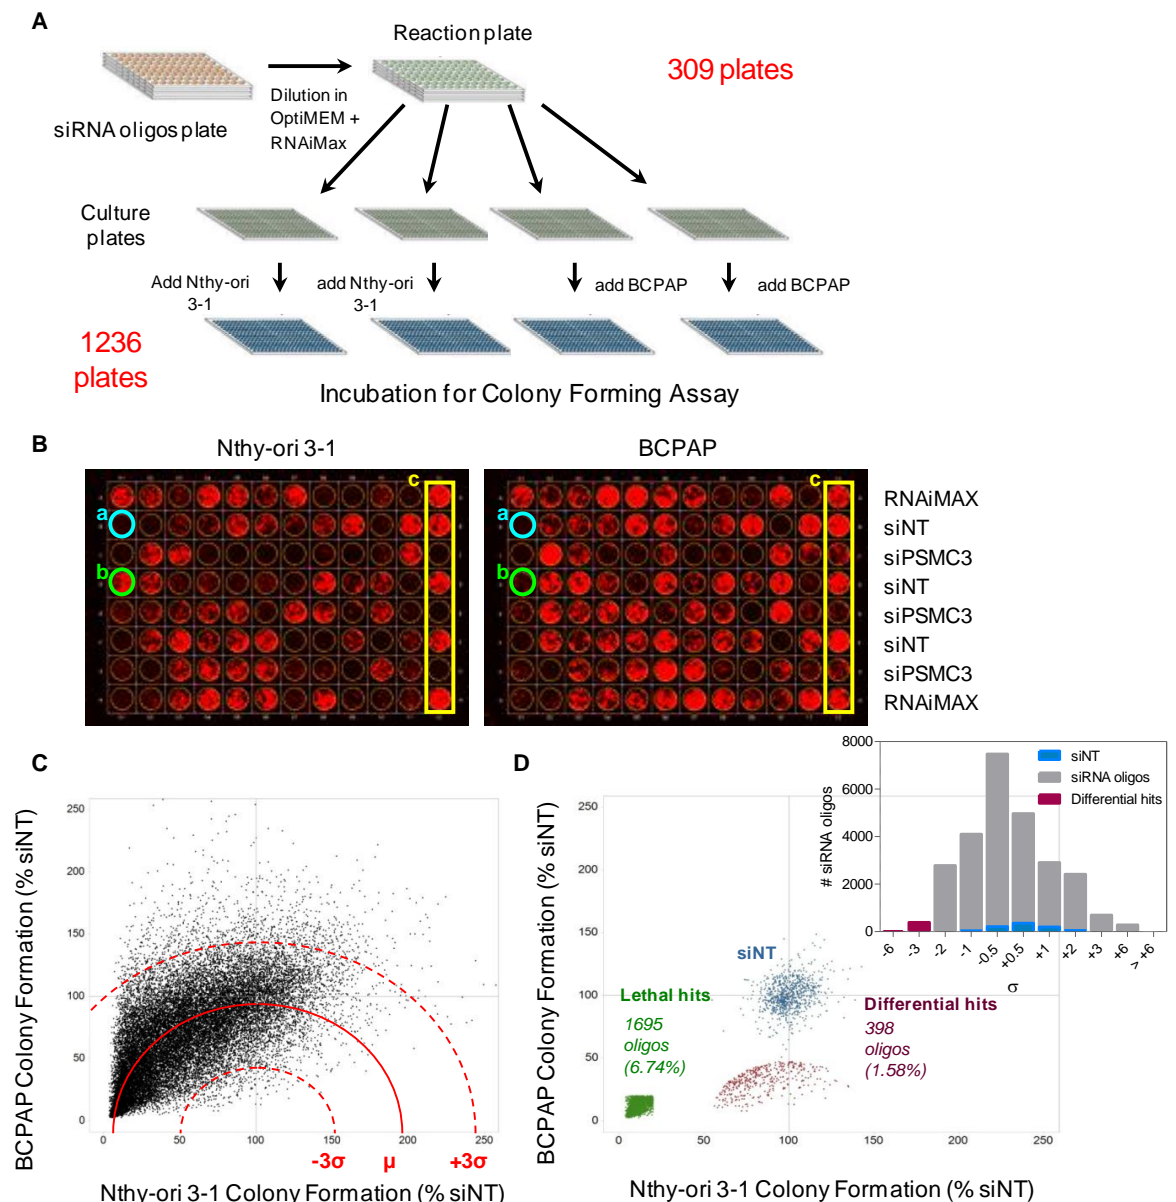 A
Reaction plate
309 plates
siRNA oligos plate
Dilution in
OptiMEM +
RNAiMax
Culture
plates
Add Nthy-ori
3-1
add Nthy-ori
3-1
add BCPAP
add BCPAP
1236
plates
Incubation for Colony Forming Assay
B
Nthy-ori 3-1
BCPAP
a
b
c
a
b
c
RNAiMAX
siNT
siPSMC3
siNT
siPSMC3
siNT
siPSMC3
RNAiMAX
C
BCPAP Colony Formation (% siNT)
250
200
150
100
50
0
0
50
100
150
200
250
-3σ
μ
+3σ
Nthy-ori 3-1 Colony Formation (% siNT)
D
BCPAP Colony Formation (% siNT)
250
200
150
100
50
0
0
50
100
150
200
250
Nthy-ori 3-1 Colony Formation (% siNT)
siNT
Lethal hits
1695
oligos
(6.74%)
Differential hits
398
oligos
(1.58%)
# siRNA oligos
8000
6000
4000
2000
0
siNT
siRNA oligos
Differential hits
-6
-3
-2
-1
-0.5
+0.5
+1
+2
+3
+6
> +6
σ